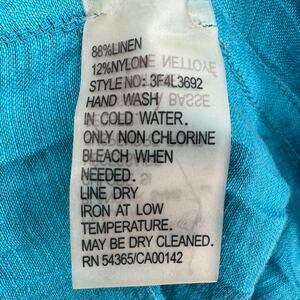 88%LINEN
12%NYLON
STYLE NO: 3F4L3692
HAND WASH
IN COLD WATER.
ONLY NON CHLORINE
BLEACH WHEN
NEEDED.
LINE DRY
IRON AT LOW
TEMPERATURE.
MAY BE DRY CLEANED.
RN 54365/CA00142